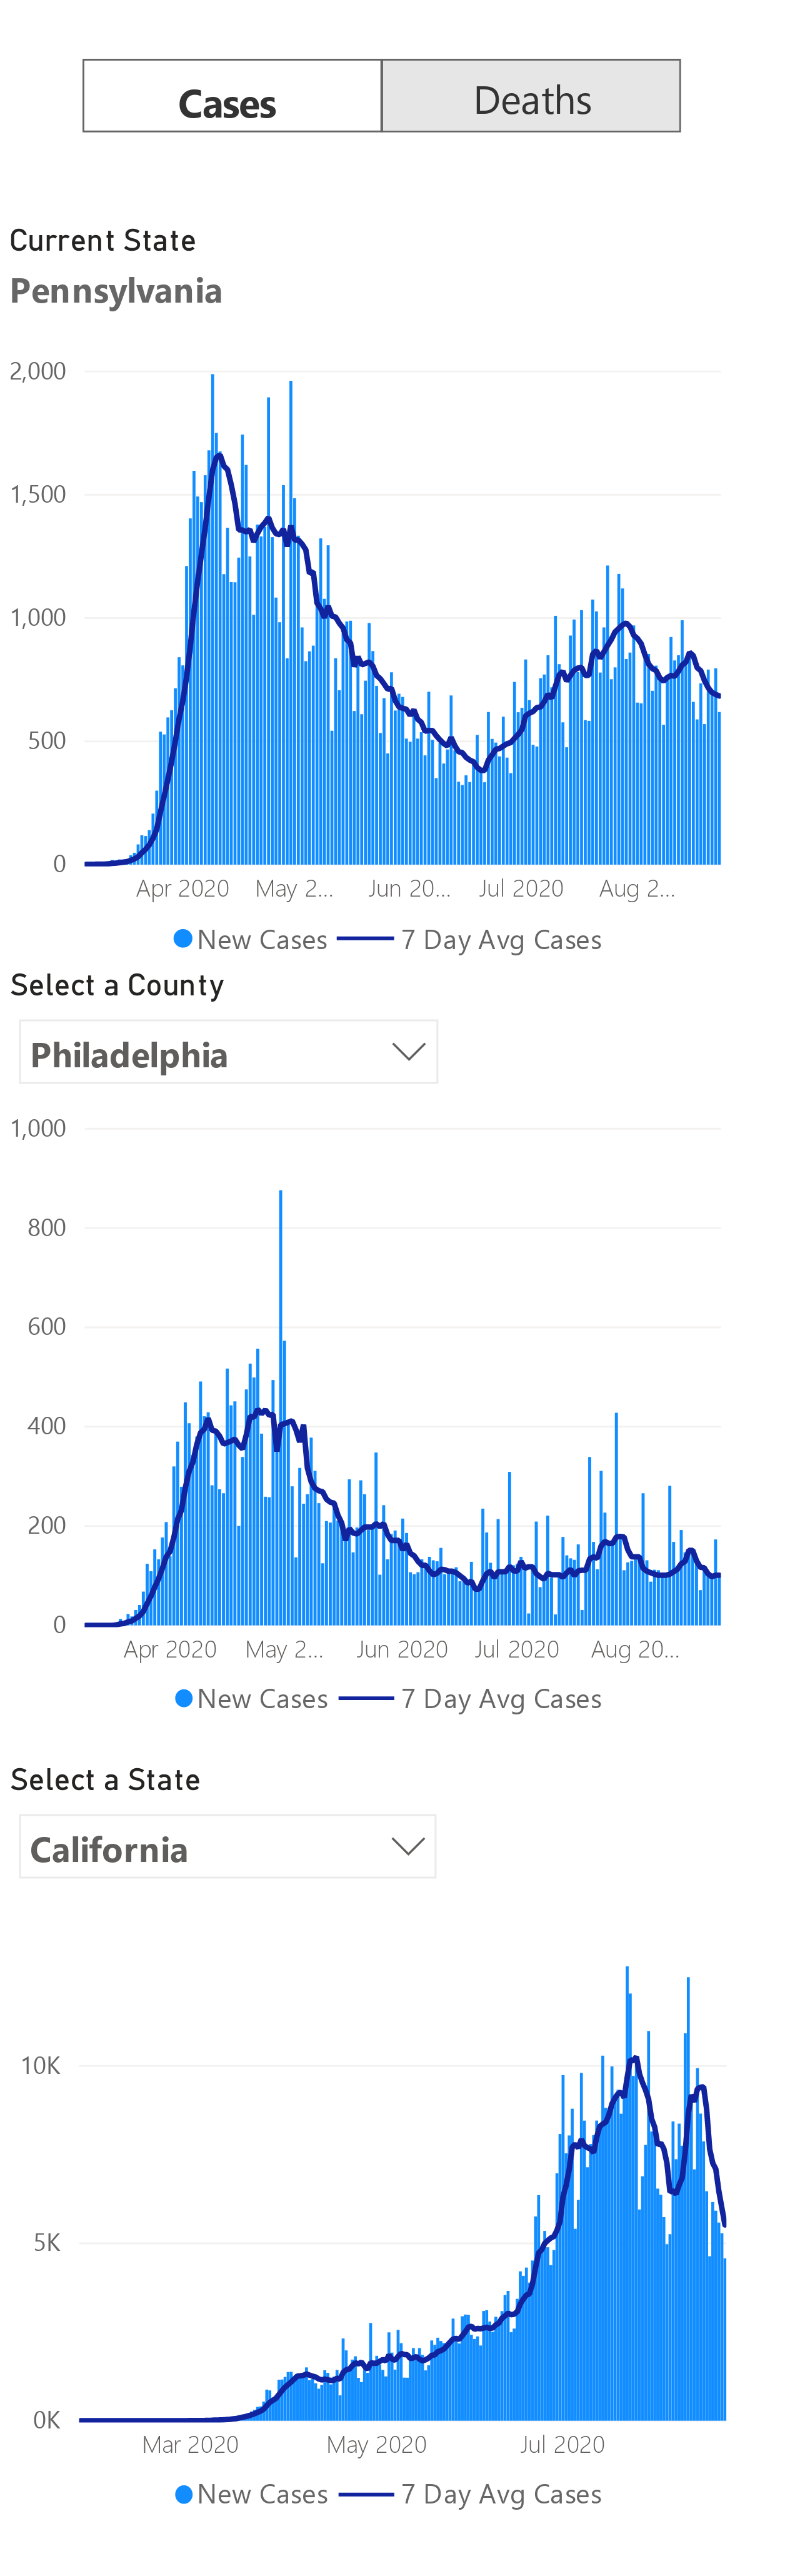 Cases Deaths
Current State
Pennsylvania
2,000
1,500
1,000
500
0
Apr 2020 May 2... Jun 20... Jul 2020 Aug 2...
New Cases 7 Day Avg Cases
Select a County
Philadelphia
1,000
800
600
400
200
0
Apr 2020 May 2... Jun 2020 Jul 2020 Aug 20...
New Cases 7 Day Avg Cases
Select a State
California
10K
5K
0K
Mar 2020 May 2020 Jul 2020
New Cases 7 Day Avg Cases